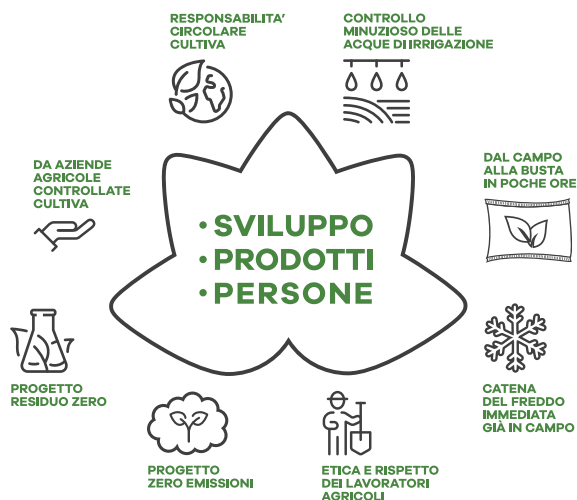 RESPONSABILITA'
CIRCOLARE
CULTIVA
CONTROLLO
MINUZIOSO DELLE
ACQUE DI IRRIGAZIONE
DA AZIENDE
AGRICOLE
CONTROLLATE
CULTIVA
DAL CAMPO
ALLA BUSTA
IN POCHE ORE
• SVILUPPO
• PRODOTTI
• PERSONE
PROGETTO
RESIDUO ZERO
CATENA
DEL FREDDO
IMMEDIATA
GIÀ IN CAMPO
PROGETTO
ZERO EMISSIONI
ETICA E RISPETTO
DEI LAVORATORI
AGRICOLI